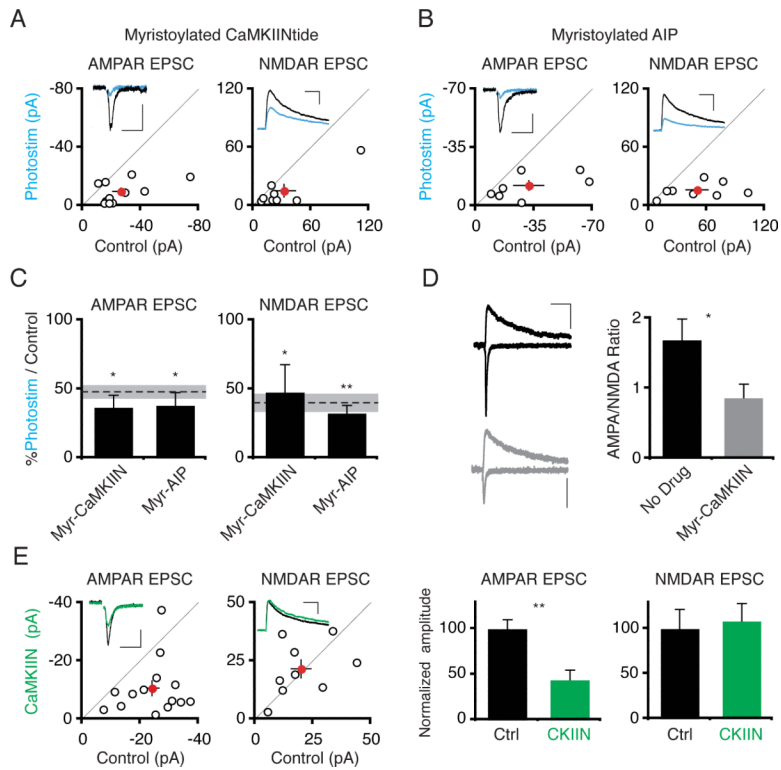 A
Myristoylated CaMKIINtide
AMPAR EPSC
NMDAR EPSC
Photostim (pA)
-80
-40
0
0
-40
-80
Control (pA)
120
60
0
0
60
120
Control (pA)
B
Myristoylated AIP
AMPAR EPSC
NMDAR EPSC
Photostim (pA)
-70
-35
0
0
-35
-70
Control (pA)
120
60
0
0
60
120
Control (pA)
C
AMPAR EPSC
NMDAR EPSC
%Photostim / Control
100
50
0
*
*
Myr-CaMKIIN
Myr-AIP
100
50
0
*
**
Myr-CaMKIIN
Myr-AIP
D
AMPA/NMDA Ratio
2
1
0
*
No Drug
Myr-CaMKIIN
E
AMPAR EPSC
NMDAR EPSC
CaMKIIN (pA)
-40
-20
0
0
-20
-40
Control (pA)
50
25
0
0
25
50
Control (pA)
AMPAR EPSC
NMDAR EPSC
Normalized amplitude
100
50
0
**
Ctrl
CKIIN
100
50
0
Ctrl
CKIIN